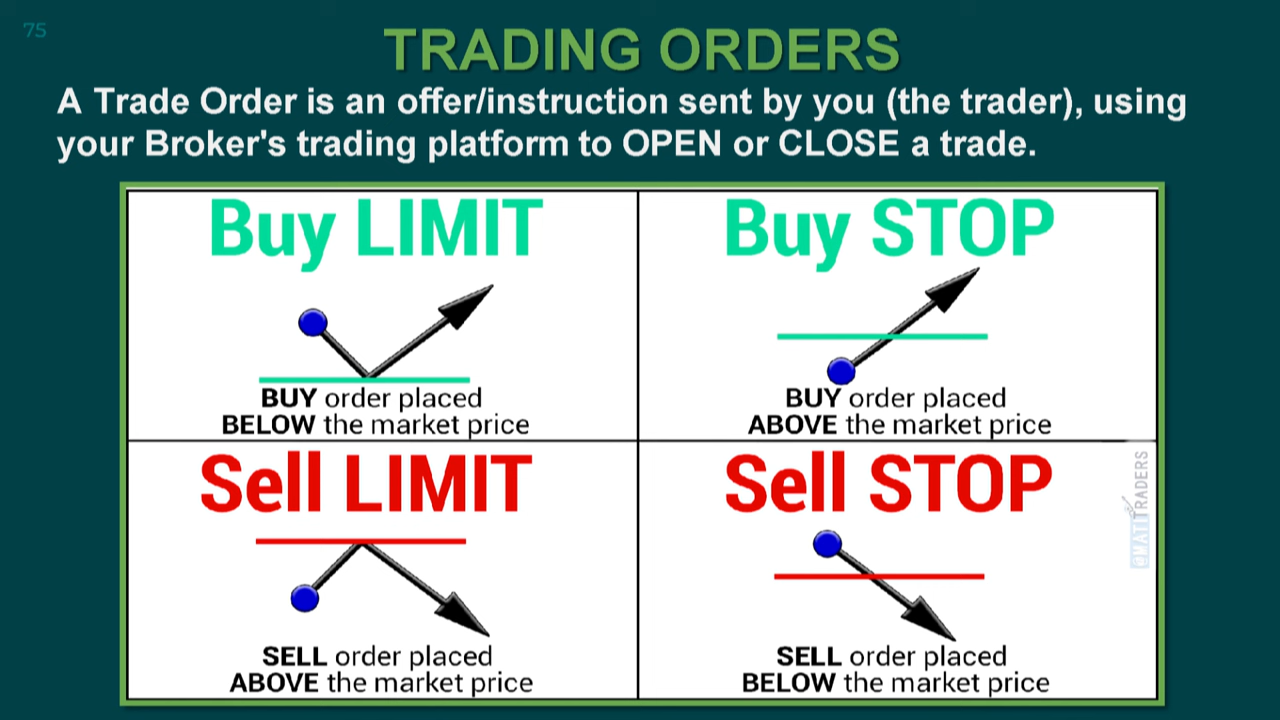 75
TRADING ORDERS
A Trade Order is an offer/instruction sent by you (the trader), using
your Broker's trading platform to OPEN or CLOSE a trade.
Buy LIMIT
BUY order placed
BELOW the market price
Buy STOP
BUY order placed
ABOVE the market price
Sell LIMIT
SELL order placed
ABOVE the market price
Sell STOP
SELL order placed
BELOW the market price
@MATITRADERS